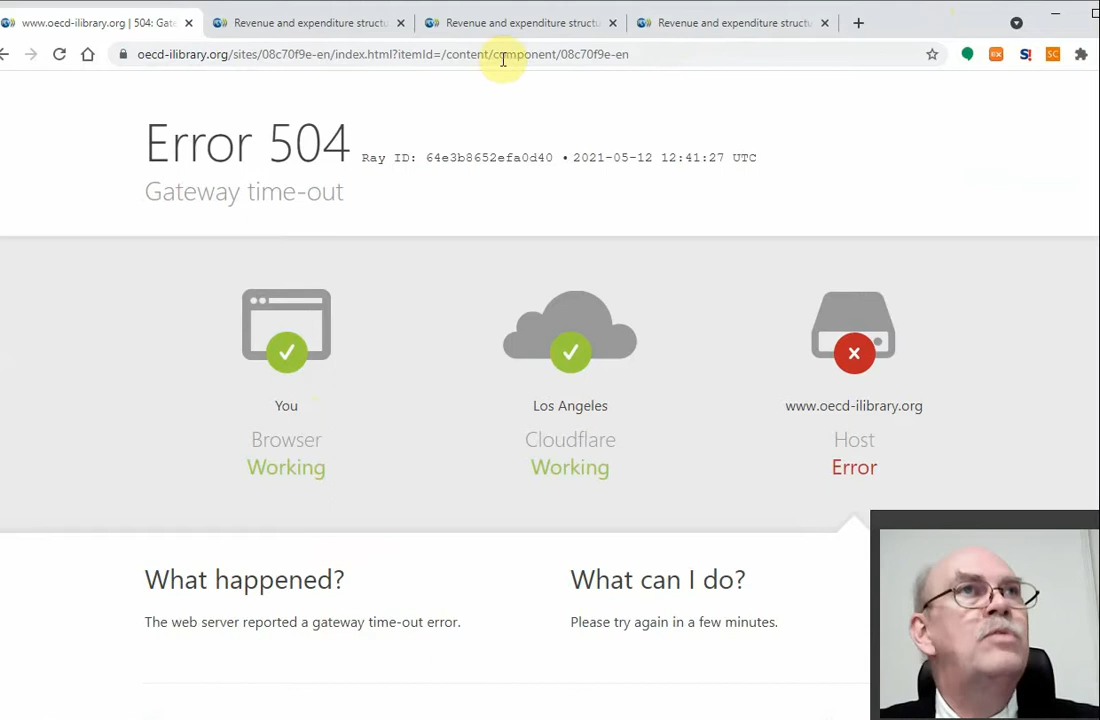 www.oecd-ilibrary.org | 504: Gate
Revenue and expenditure structu
Revenue and expenditure structu
Revenue and expenditure structu
oecd-ilibrary.org/sites/08c70f9e-en/index.html?itemId=/content/component/08c70f9e-en
S!
SC
Error 504 Ray ID: 64e3b8652efa0d40 • 2021-05-12 12:41:27 UTC
Gateway time-out
You
Los Angeles
www.oecd-ilibrary.org
Browser
Cloudflare
Host
Working
Working
Error
What happened?
What can I do?
The web server reported a gateway time-out error.
Please try again in a few minutes.